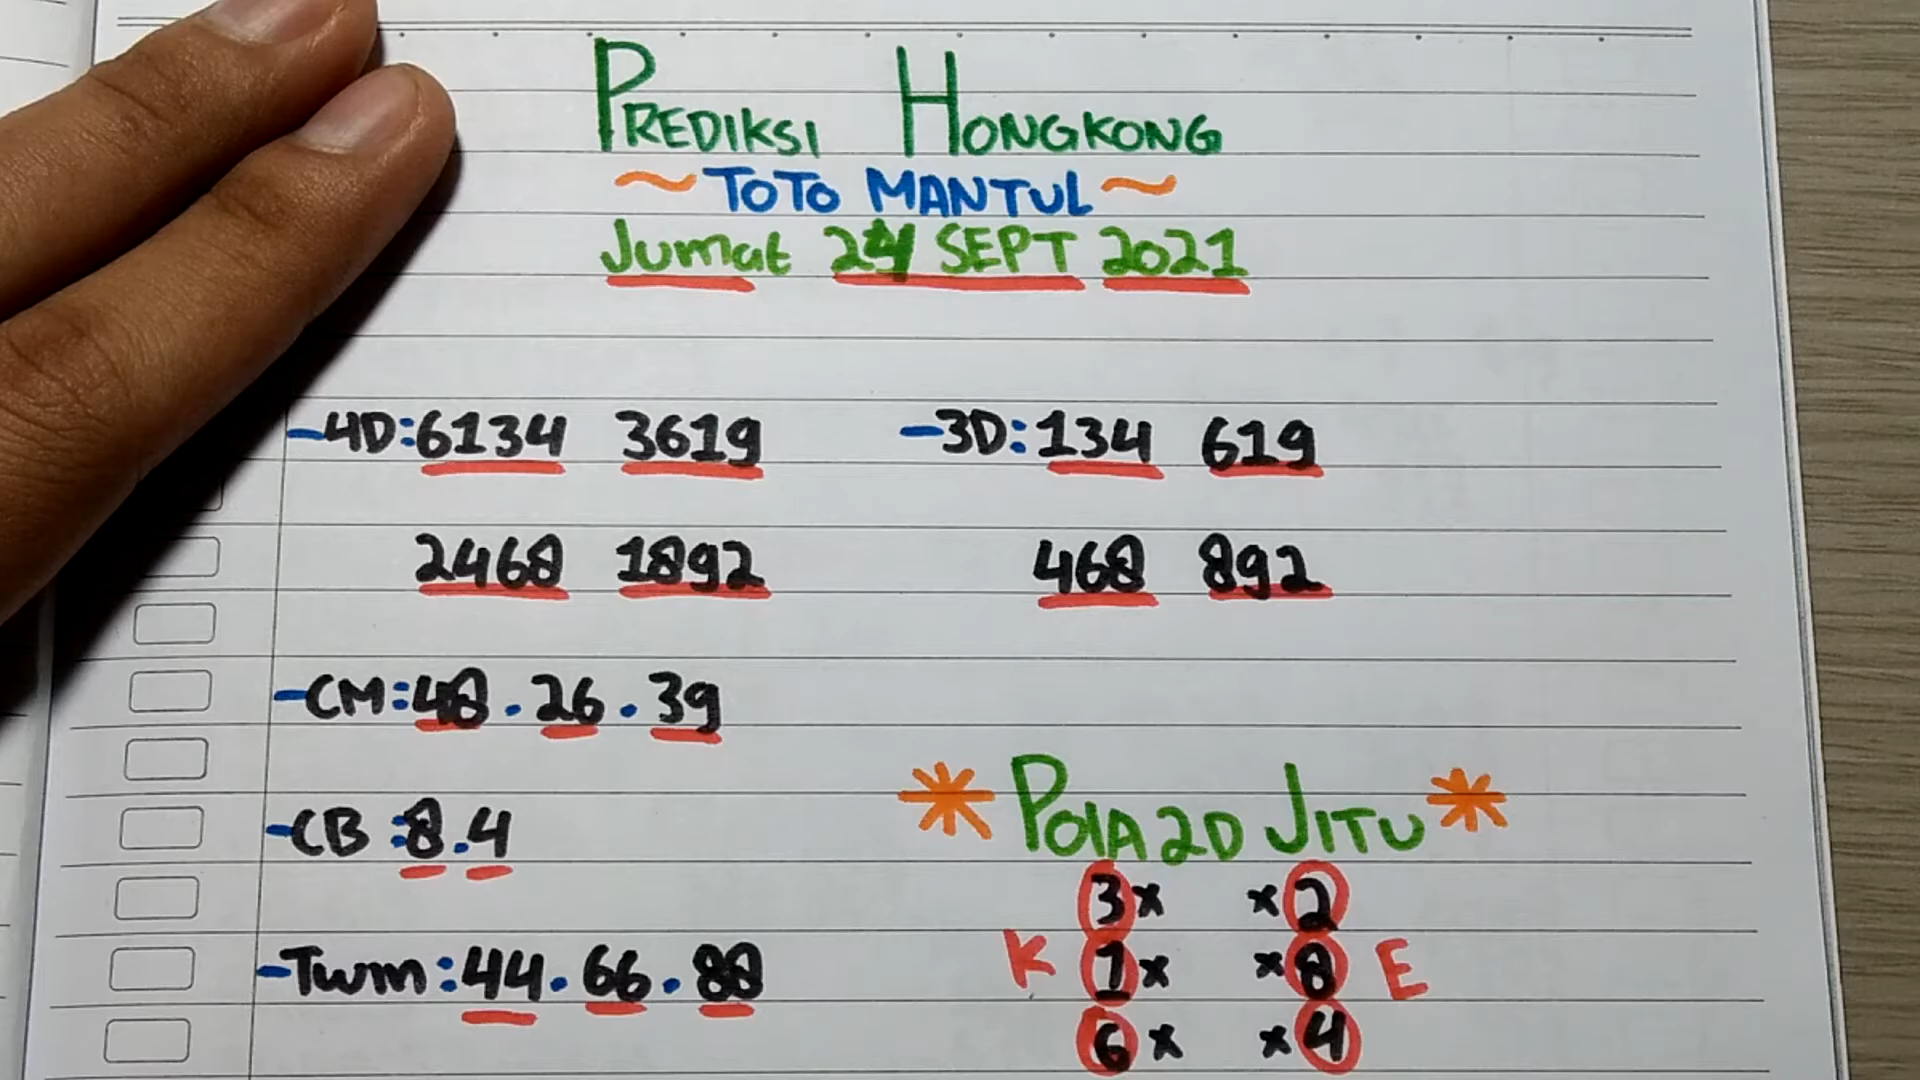 PREDIKSI HONGKONG
~ TOTO MANTUL ~
Jumat 24 SEPT 2021
-4D: 6134 3619 -3D: 134 619
2468 1892 468 892
-CM: 48 . 26 . 39
-CB : 8 . 4
* POLA 2D JITU *
-Twm : 44 . 66 . 88
3x x2
K 1x x8 E
6x x4